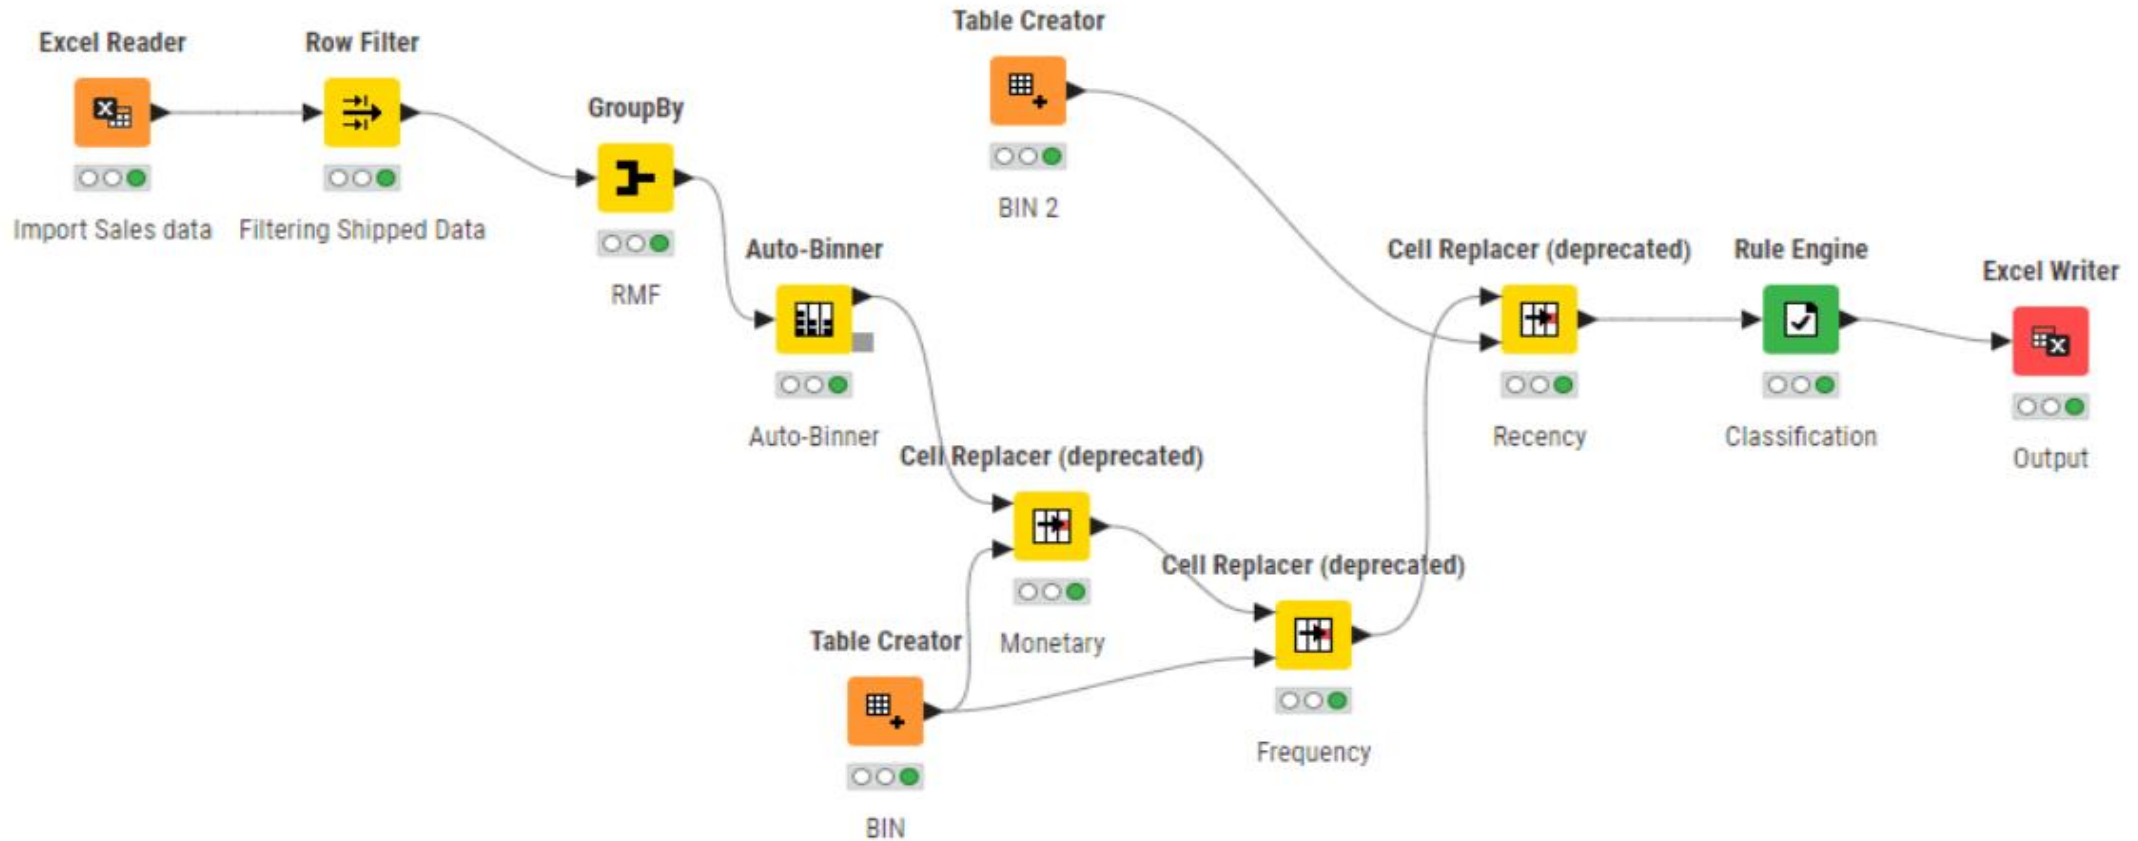 Table Creator
Excel Reader
Row Filter
GroupBy
Import Sales data
Filtering Shipped Data
BIN 2
Auto-Binner
Cell Replacer (deprecated)
Rule Engine
Excel Writer
RMF
Auto-Binner
Recency
Classification
Output
Cell Replacer (deprecated)
Cell Replacer (deprecated)
Table Creator
Monetary
Frequency
BIN